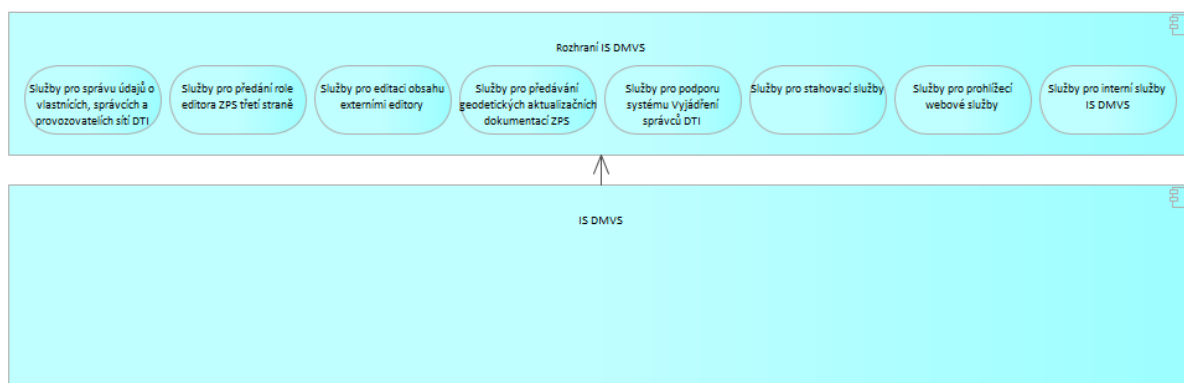 Rozhraní IS DMVS
Služby pro správu údajů o
vlastnících, správcích a
provozovatelích sítí DTI
Služby pro předání role
editora ZPS třetí straně
Služby pro editaci obsahu
externími editory
Služby pro předávání
geodetických aktualizačních
dokumentací ZPS
Služby pro podporu
systému Vyjádření
správců DTI
Služby pro stahovací služby
Služby pro prohlížecí
webové služby
Služby pro interní služby
IS DMVS
IS DMVS